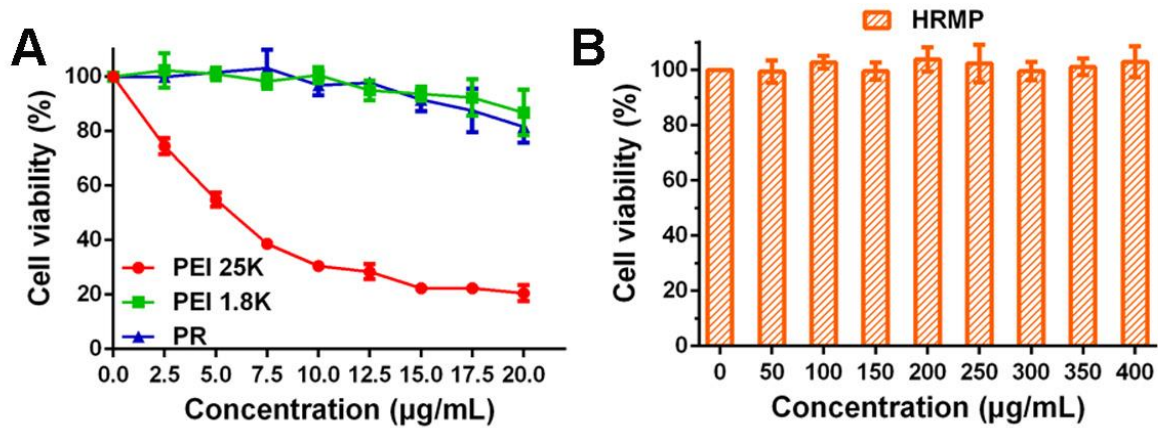 A
Cell viability (%)
100
80
60
40
20
0
PEI 25K
PEI 1.8K
PR
0.0 2.5 5.0 7.5 10.0 12.5 15.0 17.5 20.0
Concentration (µg/mL)
B
HRMP
Cell viability (%)
100
80
60
40
20
0
0 50 100 150 200 250 300 350 400
Concentration (µg/mL)